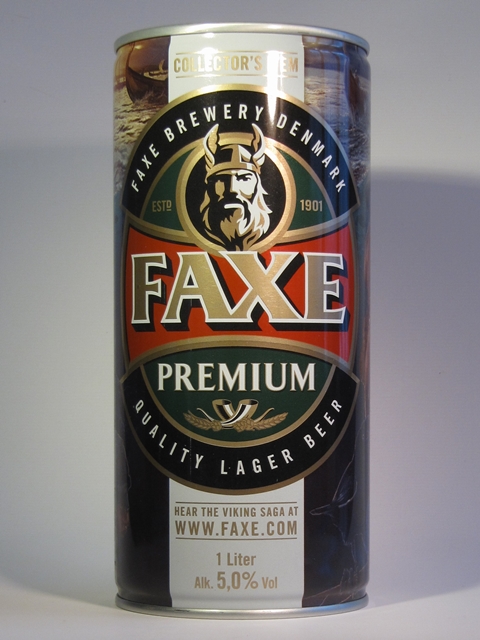 COLLECTOR'S ITEM
FAXE BREWERY DENMARK
ESTD 1901
FAXE
PREMIUM
QUALITY LAGER BEER
HEAR THE VIKING SAGA AT
WWW.FAXE.COM
1 Liter
Alk. 5,0% Vol